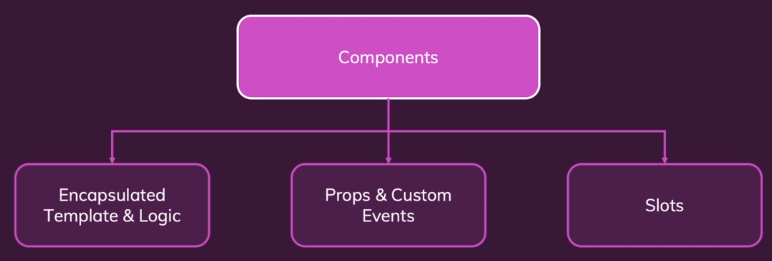 Components
Encapsulated
Template & Logic
Props & Custom
Events
Slots